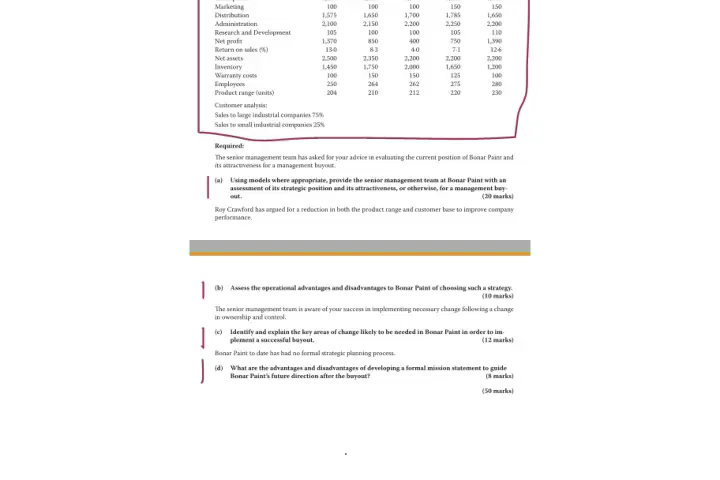 Marketing 100 100 100 150 150
Distribution 1,575 1,650 1,700 1,785 1,650
Administration 2,100 2,150 2,200 2,250 2,200
Research and Development 105 100 100 105 110
Net profit 1,370 850 400 750 1,390
Return on sales (%) 13·0 8·3 4·0 7·1 12·6
Net assets 2,500 2,350 2,200 2,200 2,200
Inventory 1,450 1,750 2,000 1,650 1,200
Warranty costs 100 150 150 125 100
Employees 250 264 262 275 280
Product range (units) 204 210 212 220 230
Customer analysis:
Sales to large industrial companies 75%
Sales to small industrial companies 25%
Required:
The senior management team has asked for your advice in evaluating the current position of Bonar Paint and
its attractiveness for a management buyout.
(a) Using models where appropriate, provide the senior management team at Bonar Paint with an
assessment of its strategic position and its attractiveness, or otherwise, for a management buy-
out. (20 marks)
Roy Crawford has argued for a reduction in both the product range and customer base to improve company
performance.
(b) Assess the operational advantages and disadvantages to Bonar Paint of choosing such a strategy.
(10 marks)
The senior management team is aware of your success in implementing necessary change following a change
in ownership and control.
(c) Identify and explain the key areas of change likely to be needed in Bonar Paint in order to im-
plement a successful buyout. (12 marks)
Bonar Paint to date has had no formal strategic planning process.
(d) What are the advantages and disadvantages of developing a formal mission statement to guide
Bonar Paint's future direction after the buyout? (8 marks)
(50 marks)